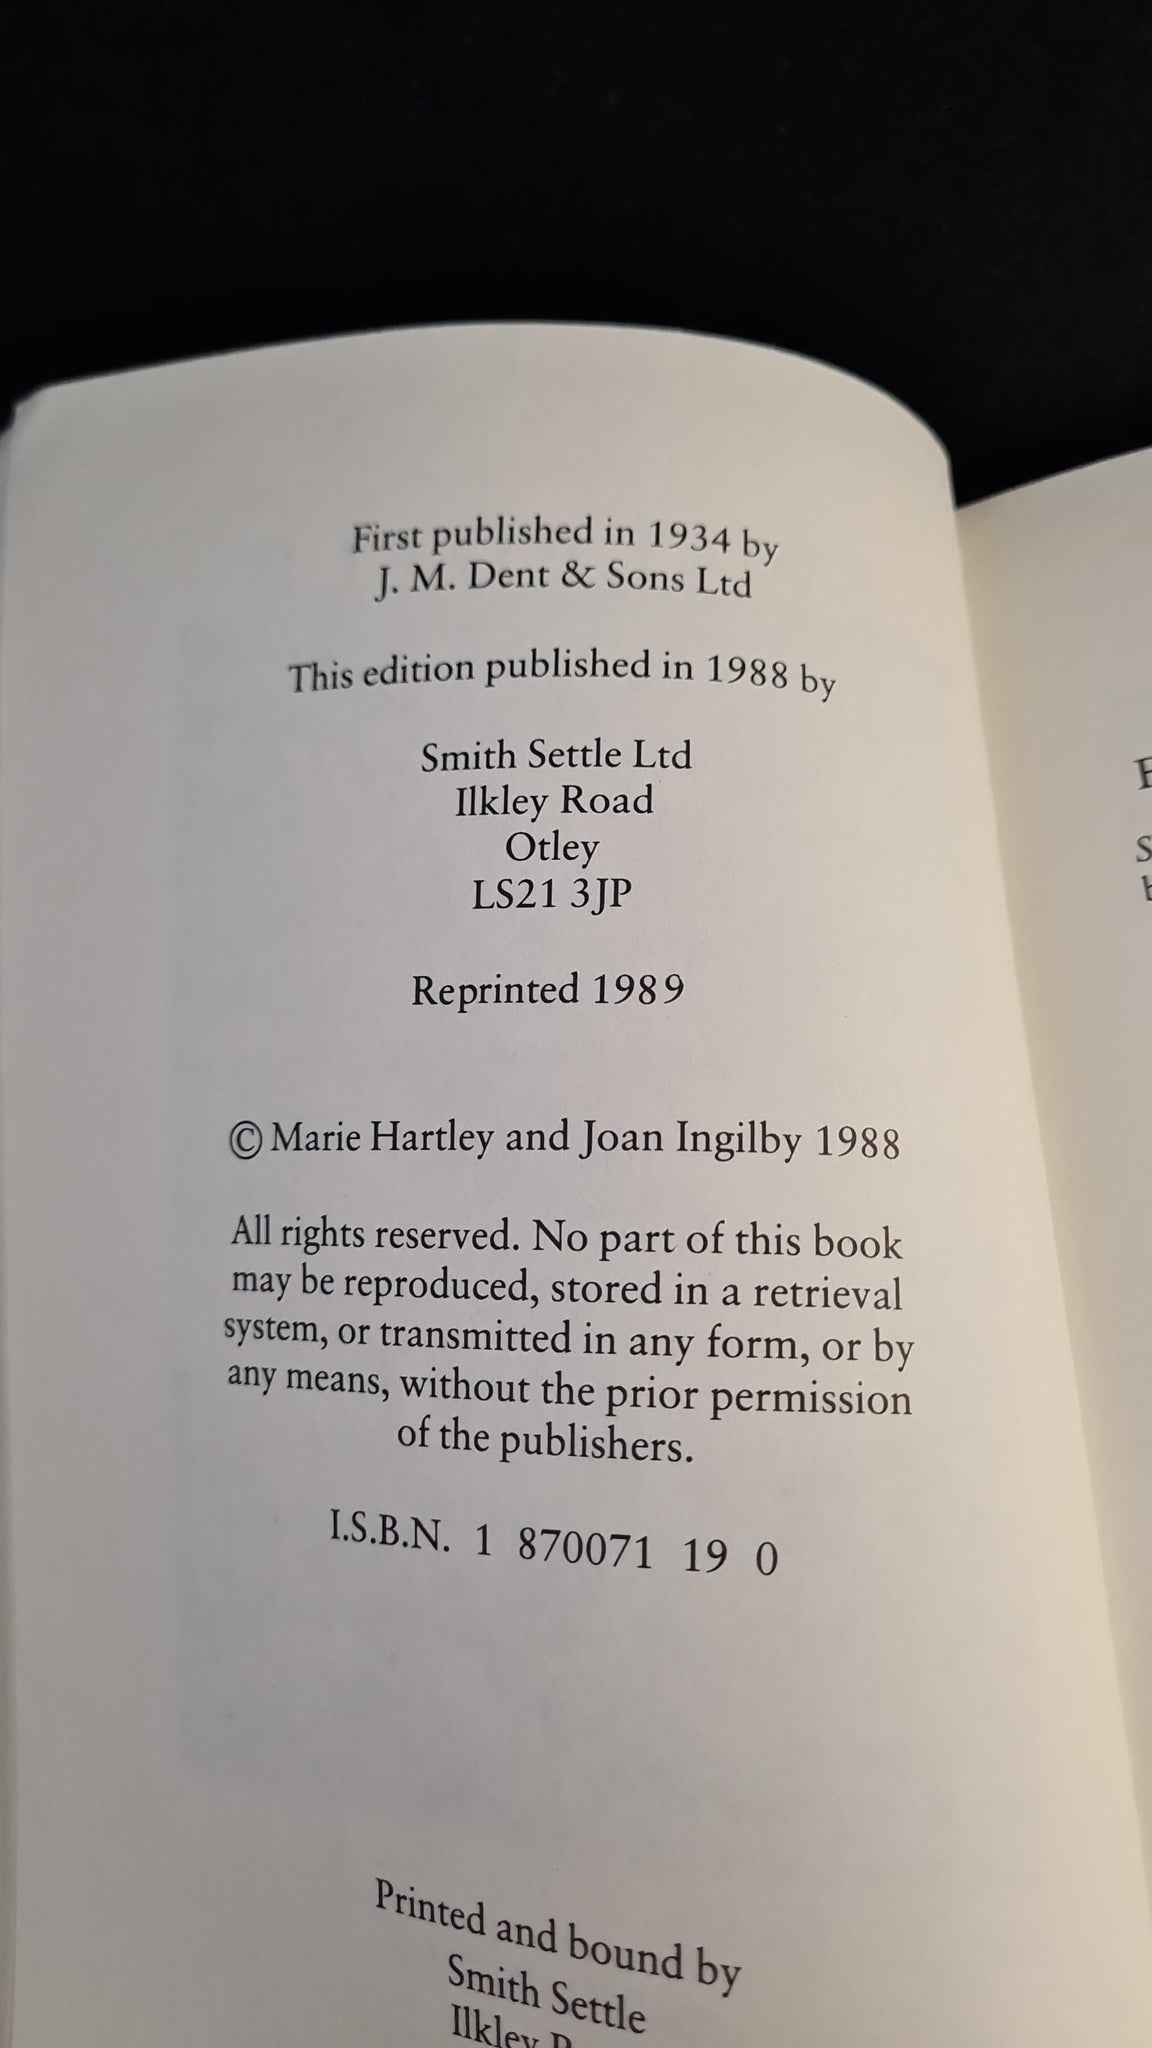 First published in 1934 by
J. M. Dent & Sons Ltd
This edition published in 1988 by
Smith Settle Ltd
Ilkley Road
Otley
LS21 3JP
Reprinted 1989
© Marie Hartley and Joan Ingilby 1988
All rights reserved. No part of this book
may be reproduced, stored in a retrieval
system, or transmitted in any form, or by
any means, without the prior permission
of the publishers.
I.S.B.N. 1 870071 19 0
Printed and bound by
Smith Settle
Ilkley